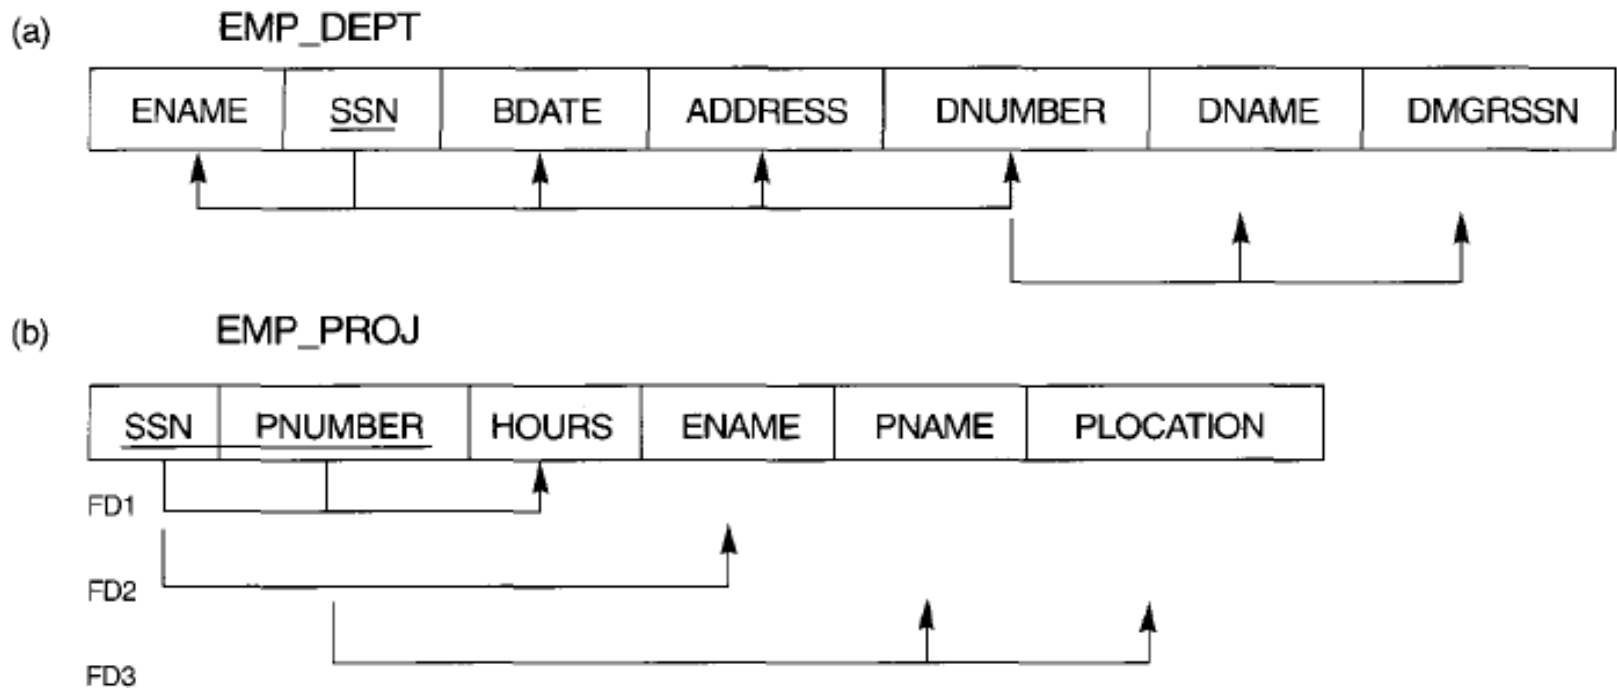 (a) EMP_DEPT
ENAME SSN BDATE ADDRESS DNUMBER DNAME DMGRSSN
(b) EMP_PROJ
SSN PNUMBER HOURS ENAME PNAME PLOCATION
FD1
FD2
FD3